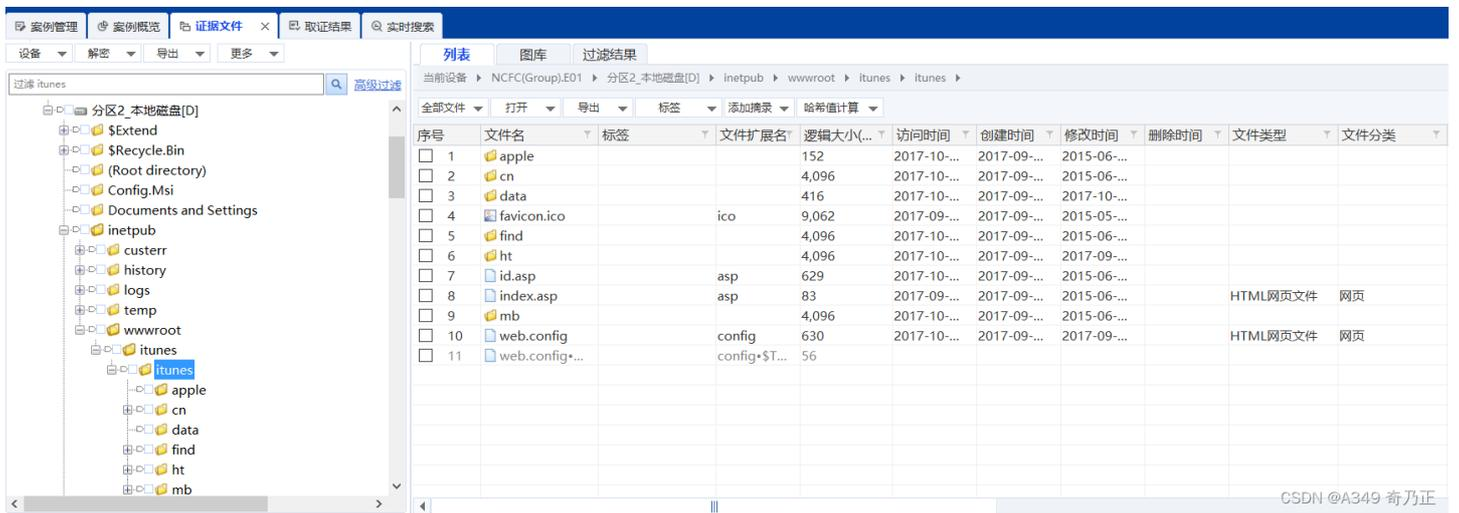 案例管理 案例概览 证据文件 × 取证结果 实时搜索
设备 解密 导出 更多
过滤 itunes 高级过滤
分区2_本地磁盘[D]
$Extend
$Recycle.Bin
(Root directory)
Config.Msi
Documents and Settings
inetpub
custerr
history
logs
temp
wwwroot
itunes
itunes
apple
cn
data
find
ht
mb
列表 图库 过滤结果
当前设备 NCFC(Group).E01 分区2_本地磁盘[D] inetpub wwwroot itunes itunes
全部文件 打开 导出 标签 添加摘录 哈希值计算
序号 文件名 标签 文件扩展名 逻辑大小(... 访问时间 创建时间 修改时间 删除时间 文件类型 文件分类
1 apple 152 2017-10-... 2017-09-... 2015-06-...
2 cn 4,096 2017-10-... 2017-09-... 2015-06-...
3 data 416 2017-10-... 2017-09-... 2017-10-...
4 favicon.ico ico 9,062 2017-09-... 2017-09-... 2015-05-...
5 find 4,096 2017-10-... 2017-09-... 2015-06-...
6 ht 4,096 2017-10-... 2017-09-... 2017-09-...
7 id.asp asp 629 2017-10-... 2017-09-... 2015-06-...
8 index.asp asp 83 2017-09-... 2017-09-... 2015-06-... HTML网页文件 网页
9 mb 4,096 2017-10-... 2017-09-... 2015-06-...
10 web.config config 630 2017-10-... 2017-09-... 2017-09-... HTML网页文件 网页
11 web.config•... config•$T... 56
CSDN @A349 奇乃正